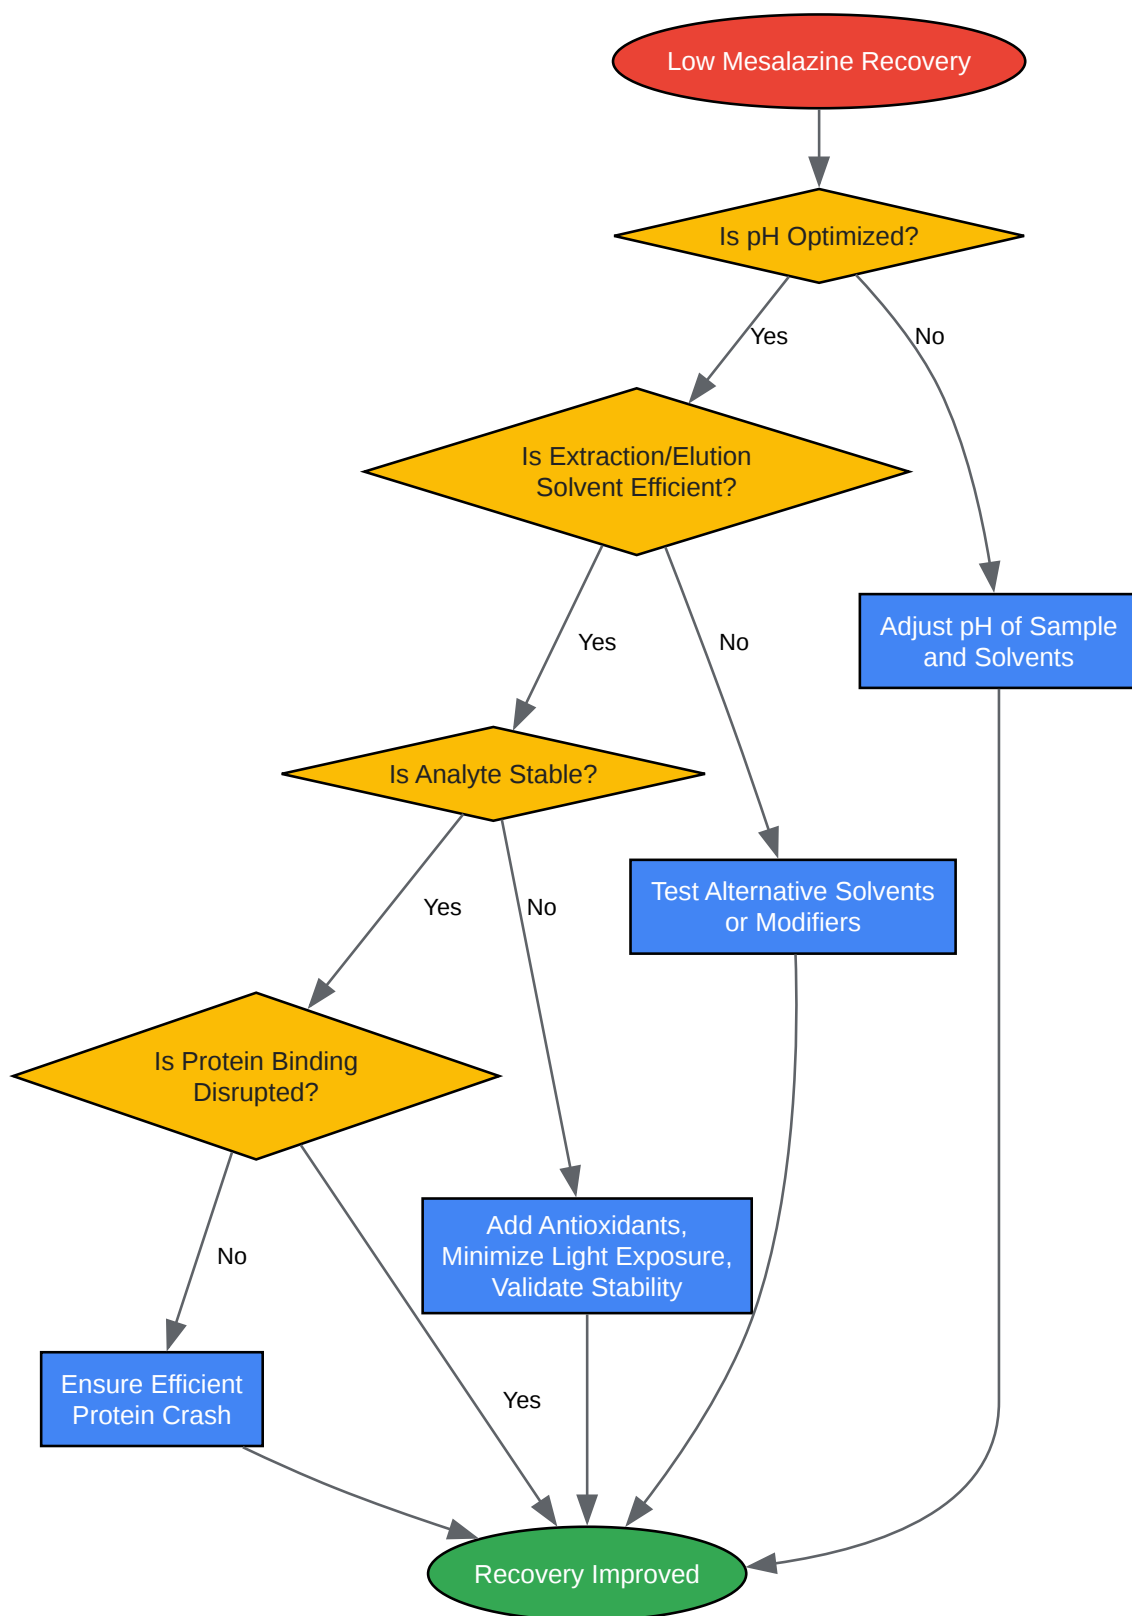 Low Mesalazine Recovery
Is pH Optimized?
Yes
No
Is Extraction/Elution
Solvent Efficient?
Adjust pH of Sample
and Solvents
Yes
No
Is Analyte Stable?
Test Alternative Solvents
or Modifiers
Yes
No
Is Protein Binding
Disrupted?
Add Antioxidants,
Minimize Light Exposure,
Validate Stability
No
Ensure Efficient
Protein Crash
Yes
Recovery Improved